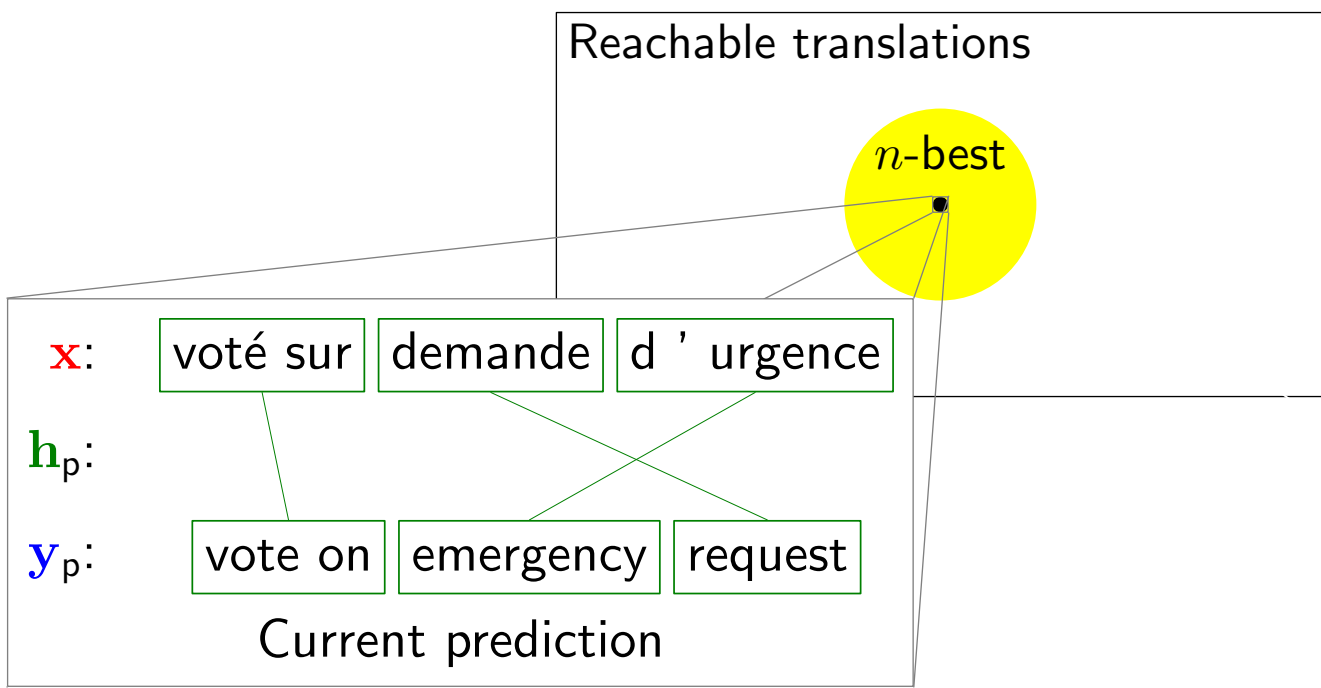 Reachable translations
n-best
x: voté sur demande d ’ urgence
hp:
yp: vote on emergency request
Current prediction